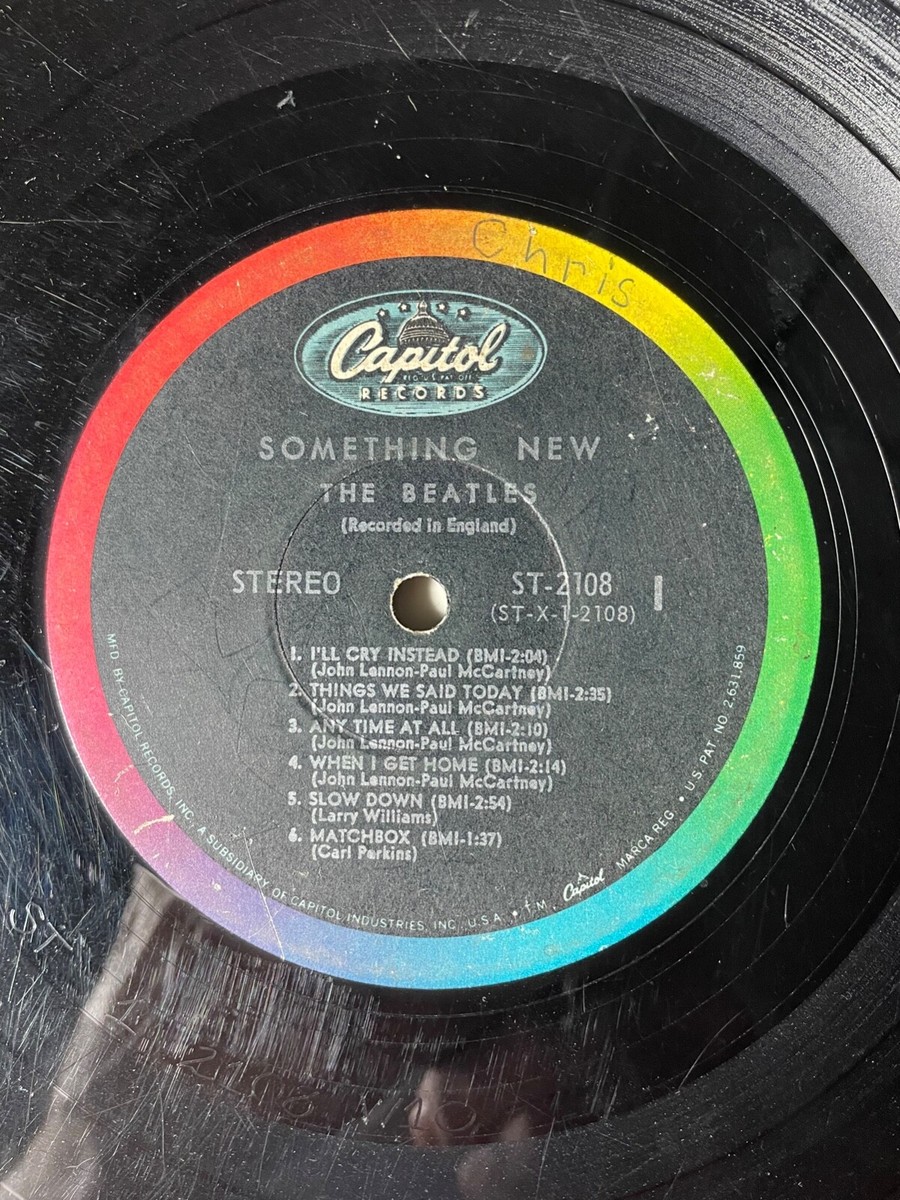 Chris
Capitol
REG. U.S. PAT. OFF.
RECORDS
SOMETHING NEW
THE BEATLES
(Recorded in England)
STEREO
ST-2108
(ST-X-1-2108)
1
1. I'LL CRY INSTEAD (BMI-2:04)
(John Lennon-Paul McCartney)
2. THINGS WE SAID TODAY (BMI-2:35)
(John Lennon-Paul McCartney)
3. ANY TIME AT ALL (BMI-2:10)
(John Lennon-Paul McCartney)
4. WHEN I GET HOME (BMI-2:14)
(John Lennon-Paul McCartney)
5. SLOW DOWN (BMI-2:54)
(Larry Williams)
6. MATCHBOX (BMI-1:37)
(Carl Perkins)
MFD. BY CAPITOL RECORDS, INC. A SUBSIDIARY OF CAPITOL INDUSTRIES, INC., U.S.A. • T.M. Capitol MARCA REG. • U.S. PAT. NO. 2,631,859
ST